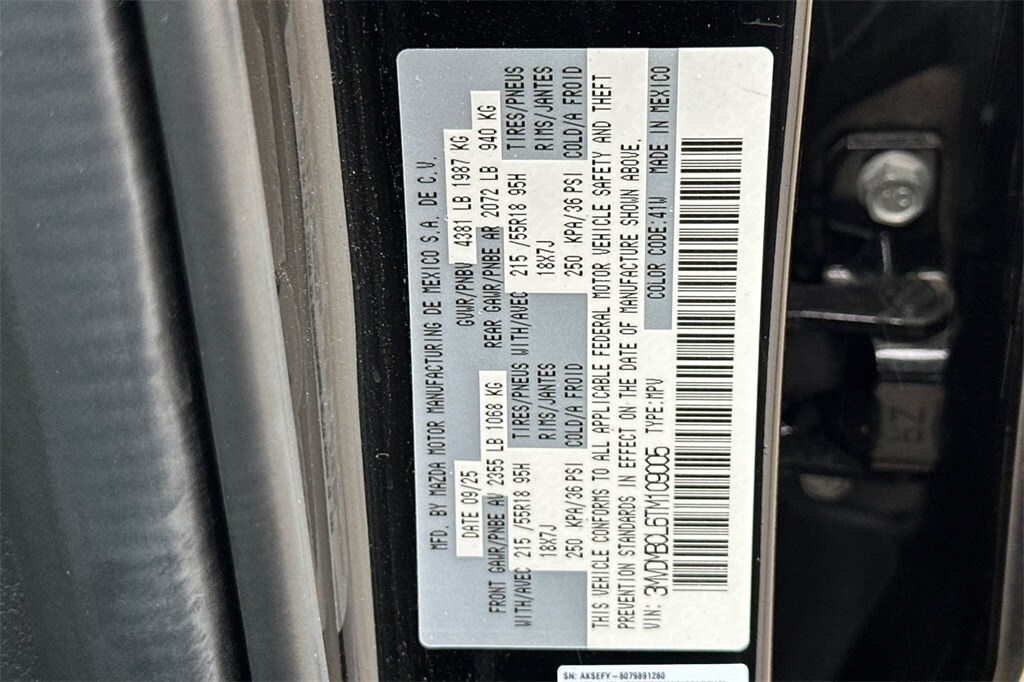 MFD. BY MAZDA MOTOR MANUFACTURING DE MEXICO S.A. DE C.V.
DATE 09/25 GVWR/PNBV 4381 LB 1987 KG
FRONT GAWR/PNBE AV 2355 LB 1068 KG REAR GAWR/PNBE AR 2072 LB 940 KG
WITH/AVEC 215 /55R18 95H TIRES/PNEUS WITH/AVEC 215 /55R18 95H TIRES/PNEUS
18X7J RIMS/JANTES 18X7J RIMS/JANTES
250 KPA/36 PSI COLD/A FROID 250 KPA/36 PSI COLD/A FROID
THIS VEHICLE CONFORMS TO ALL APPLICABLE FEDERAL MOTOR VEHICLE SAFETY AND THEFT
PREVENTION STANDARDS IN EFFECT ON THE DATE OF MANUFACTURE SHOWN ABOVE.
VIN: 3MVDMBCL6TM109005 TYPE:MPV COLOR CODE:41W MADE IN MEXICO
SN: AKSEFY-8079891280